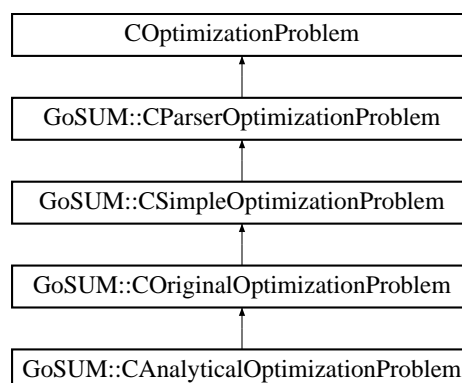 COptimizationProblem
GoSUM::CParserOptimizationProblem
GoSUM::CSimpleOptimizationProblem
GoSUM::COriginalOptimizationProblem
GoSUM::CAnalyticalOptimizationProblem